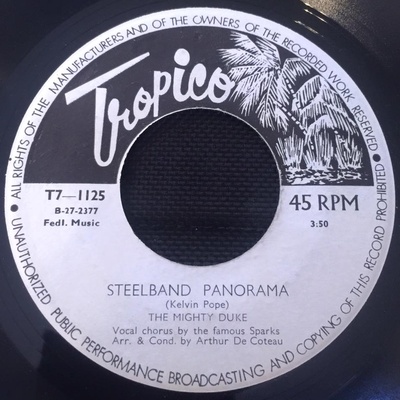 ALL RIGHTS OF THE MANUFACTURERS AND OF THE OWNERS OF THE RECORDED WORK RESERVED
Tropico
T7—1125
B-27-2377
Fedl. Music
45 RPM
3:50
STEELBAND PANORAMA
(Kelvin Pope)
THE MIGHTY DUKE
Vocal chorus by the famous Sparks
Arr. & Cond. by Arthur De Coteau
UNAUTHORIZED PUBLIC PERFORMANCE BROADCASTING AND COPYING OF THIS RECORD PROHIBITED